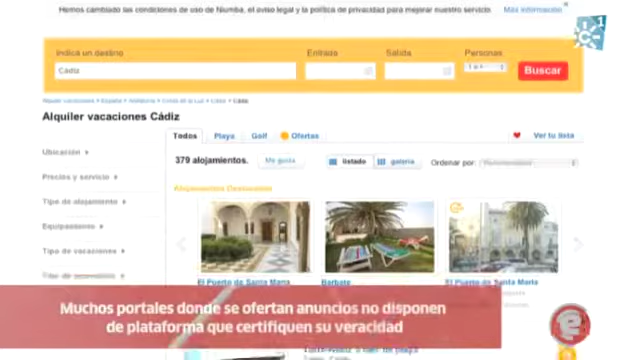 Hemos cambiado las condiciones de uso de Niumba, el aviso legal y la política de privacidad para mejorar nuestro servicio Más información
1
Indica un destino Entrada Salida Personas
Cádiz Buscar
Alquiler vacaciones Cádiz
Todos Playa Golf Ofertas Ver tu lista
379 alojamientos. Me gusta listado galería Ordenar por:
Ubicación
Precios y servicio
Tipo de alojamiento
Equipamiento
Tipo de vacaciones
Alojamientos Destacados
El Puerto de Santa María Barbate El Puerto de Santa María
Muchos portales donde se ofertan anuncios no disponen
de plataforma que certifiquen su veracidad
e